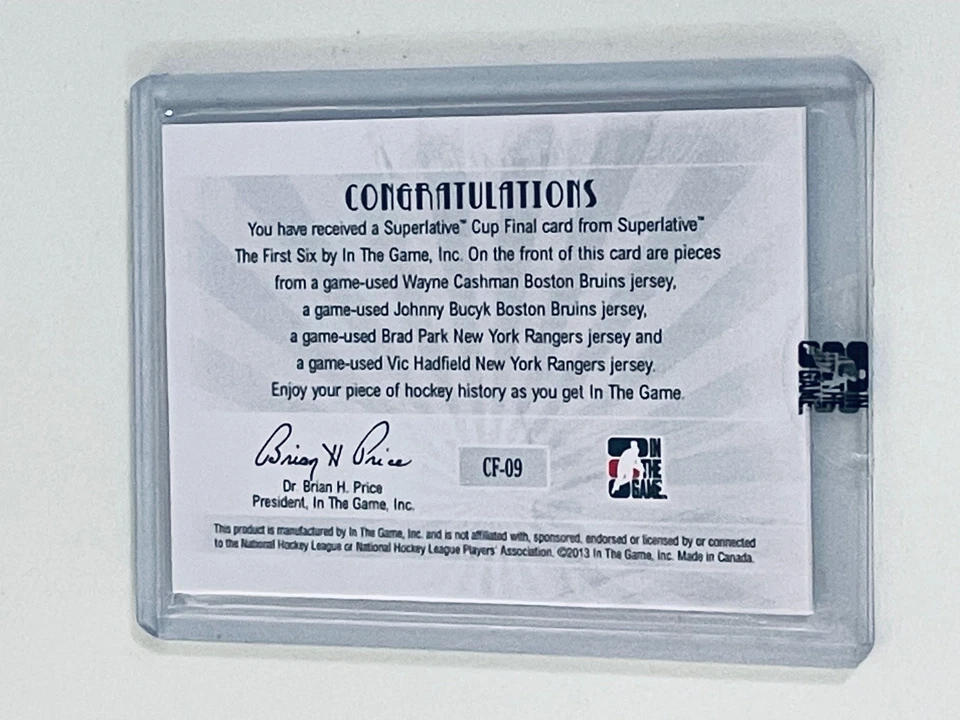 CONGRATULATIONS
You have received a Superlative™ Cup Final card from Superlative™
The First Six by In The Game, Inc. On the front of this card are pieces
from a game-used Wayne Cashman Boston Bruins jersey,
a game-used Johnny Bucyk Boston Bruins jersey,
a game-used Brad Park New York Rangers jersey and
a game-used Vic Hadfield New York Rangers jersey.
Enjoy your piece of hockey history as you get In The Game.
Brian H Price
Dr. Brian H. Price
President, In The Game, Inc.
CF-09
IN
THE
GAME
This product is manufactured by In The Game, Inc. and is not affiliated with, sponsored, endorsed or licensed by or connected
to the National Hockey League or National Hockey League Players' Association. ©2013 In The Game, Inc. Made in Canada.
IN
THE
GAME